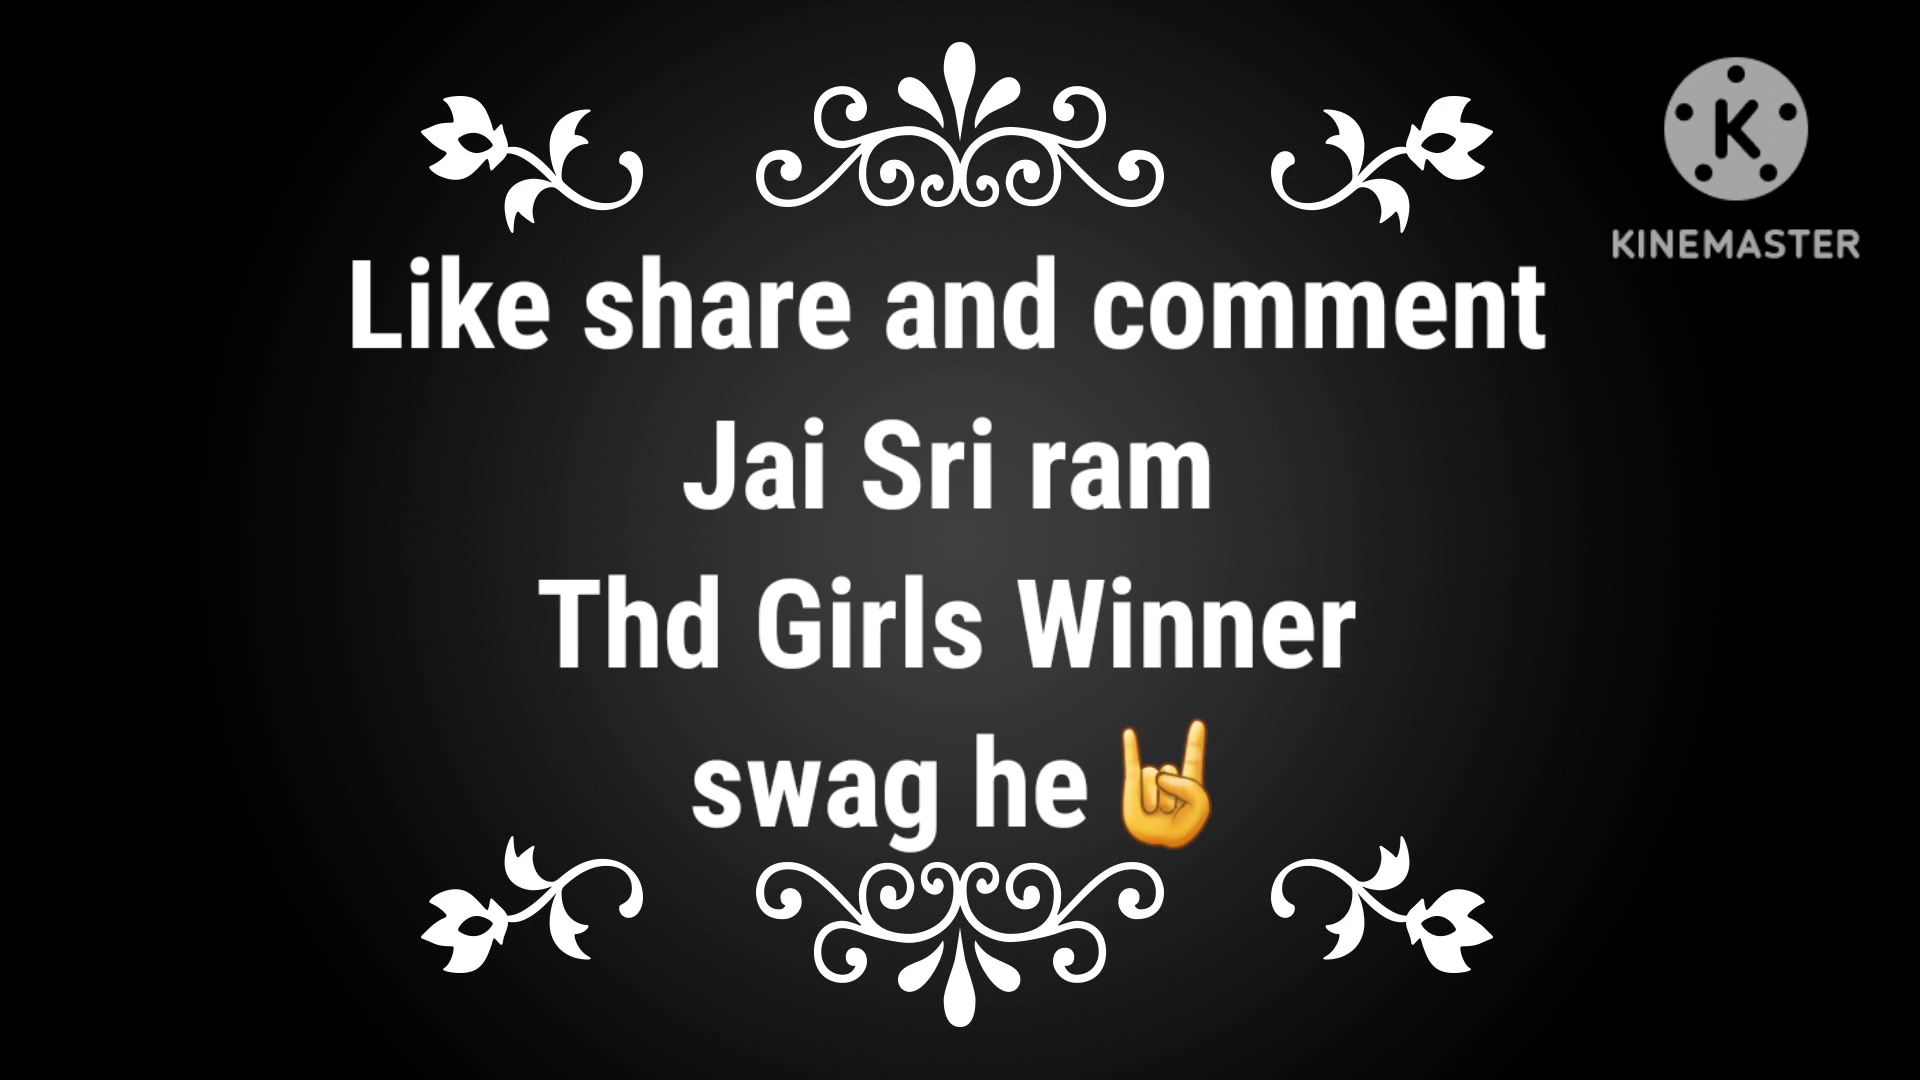 K
KINEMASTER
Like share and comment
Jai Sri ram
Thd Girls Winner
swag he 🤘